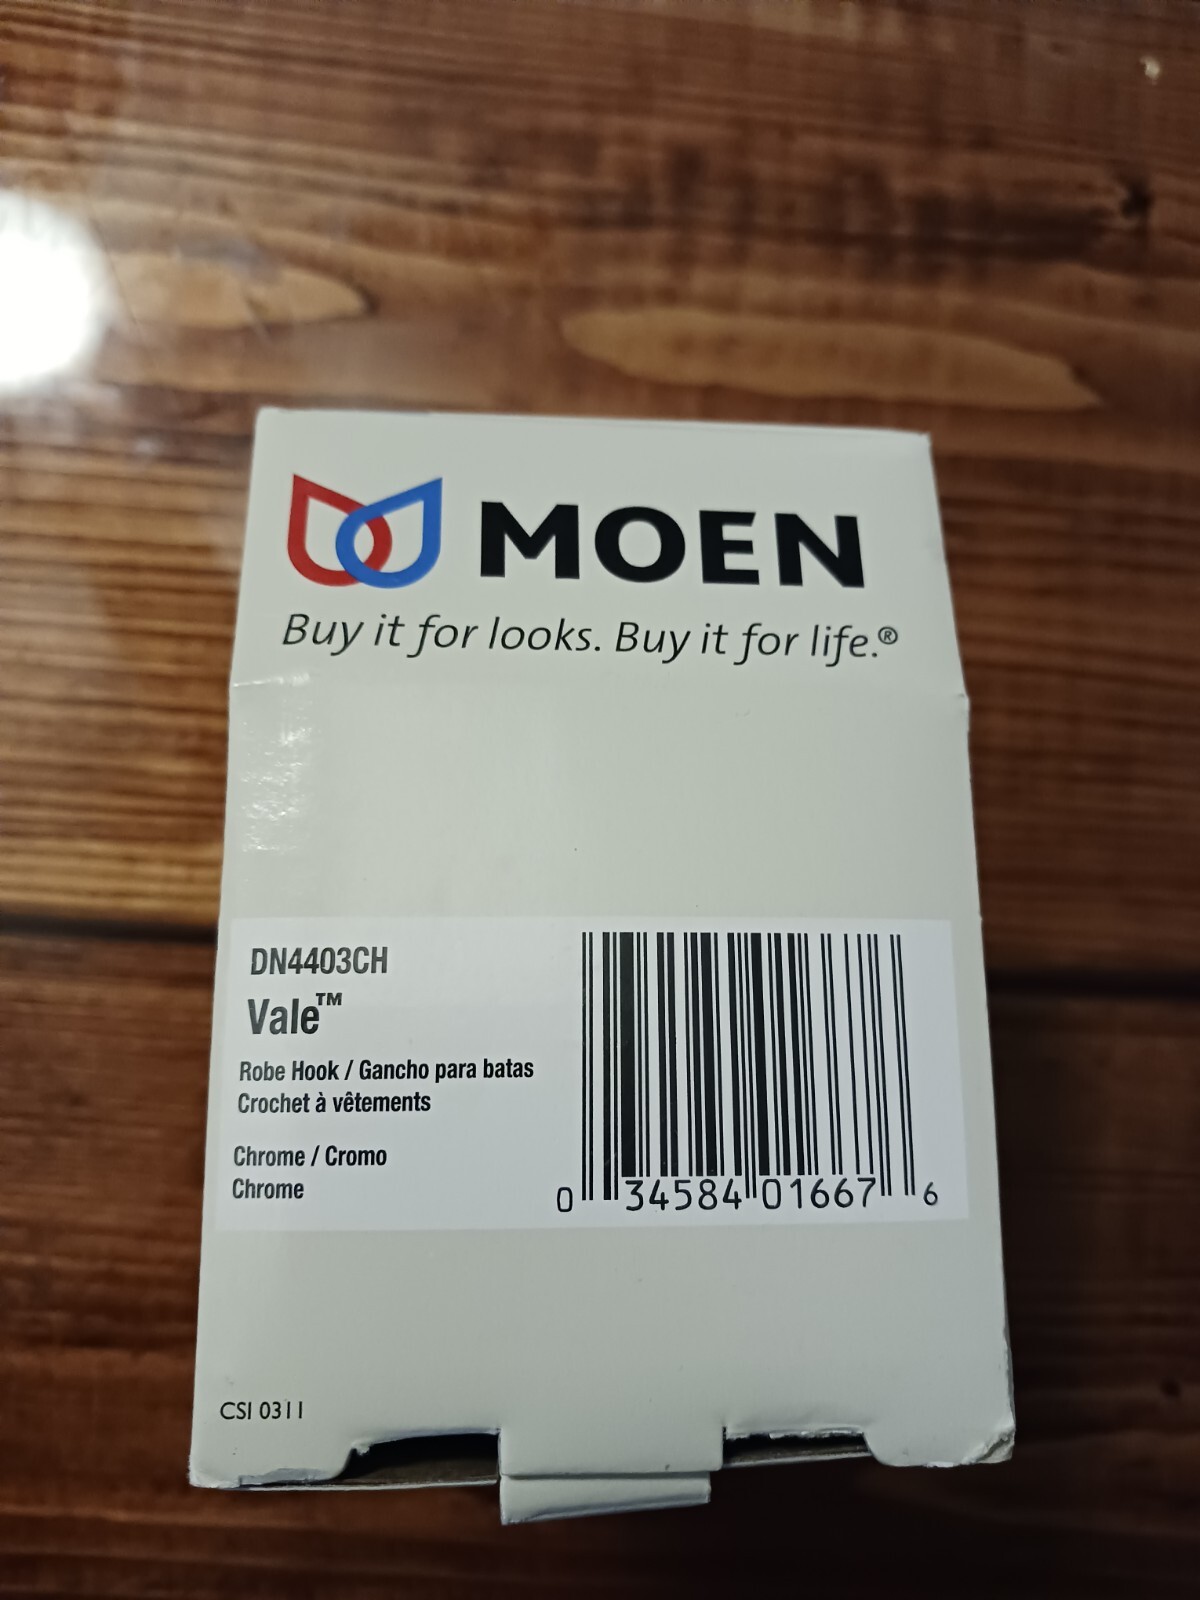 MOEN
Buy it for looks. Buy it for life.®
DN4403CH
Vale™
Robe Hook / Gancho para batas
Crochet à vêtements
Chrome / Cromo
Chrome
0 34584 01667 6
CSI 0311